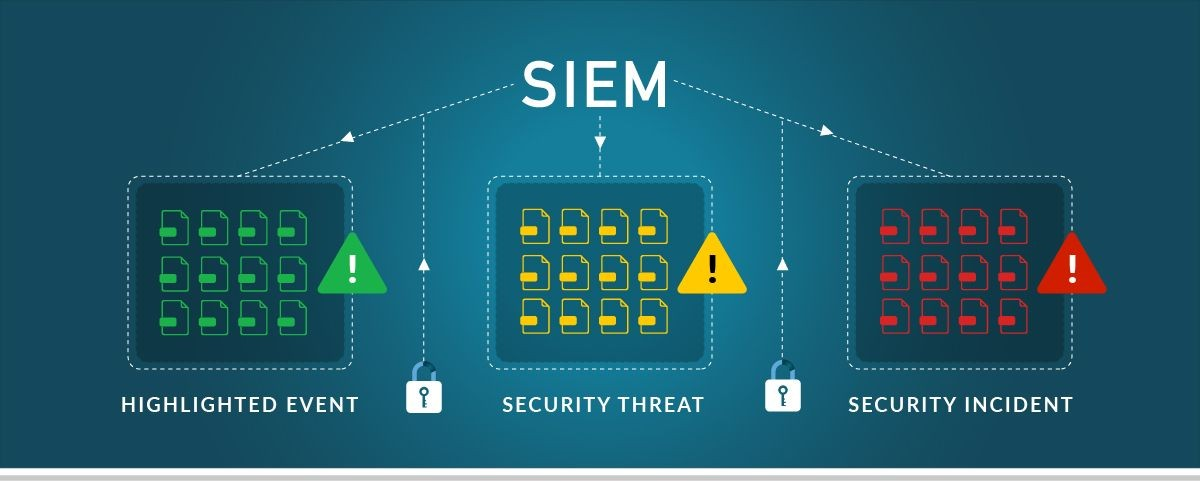 SIEM
HIGHLIGHTED EVENT
SECURITY THREAT
SECURITY INCIDENT